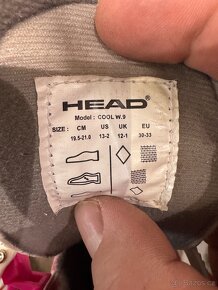 HEAD
Model : COOL W.9
SIZE : CM US UK EU
19.5-21.0 13-2 12-1 30-33